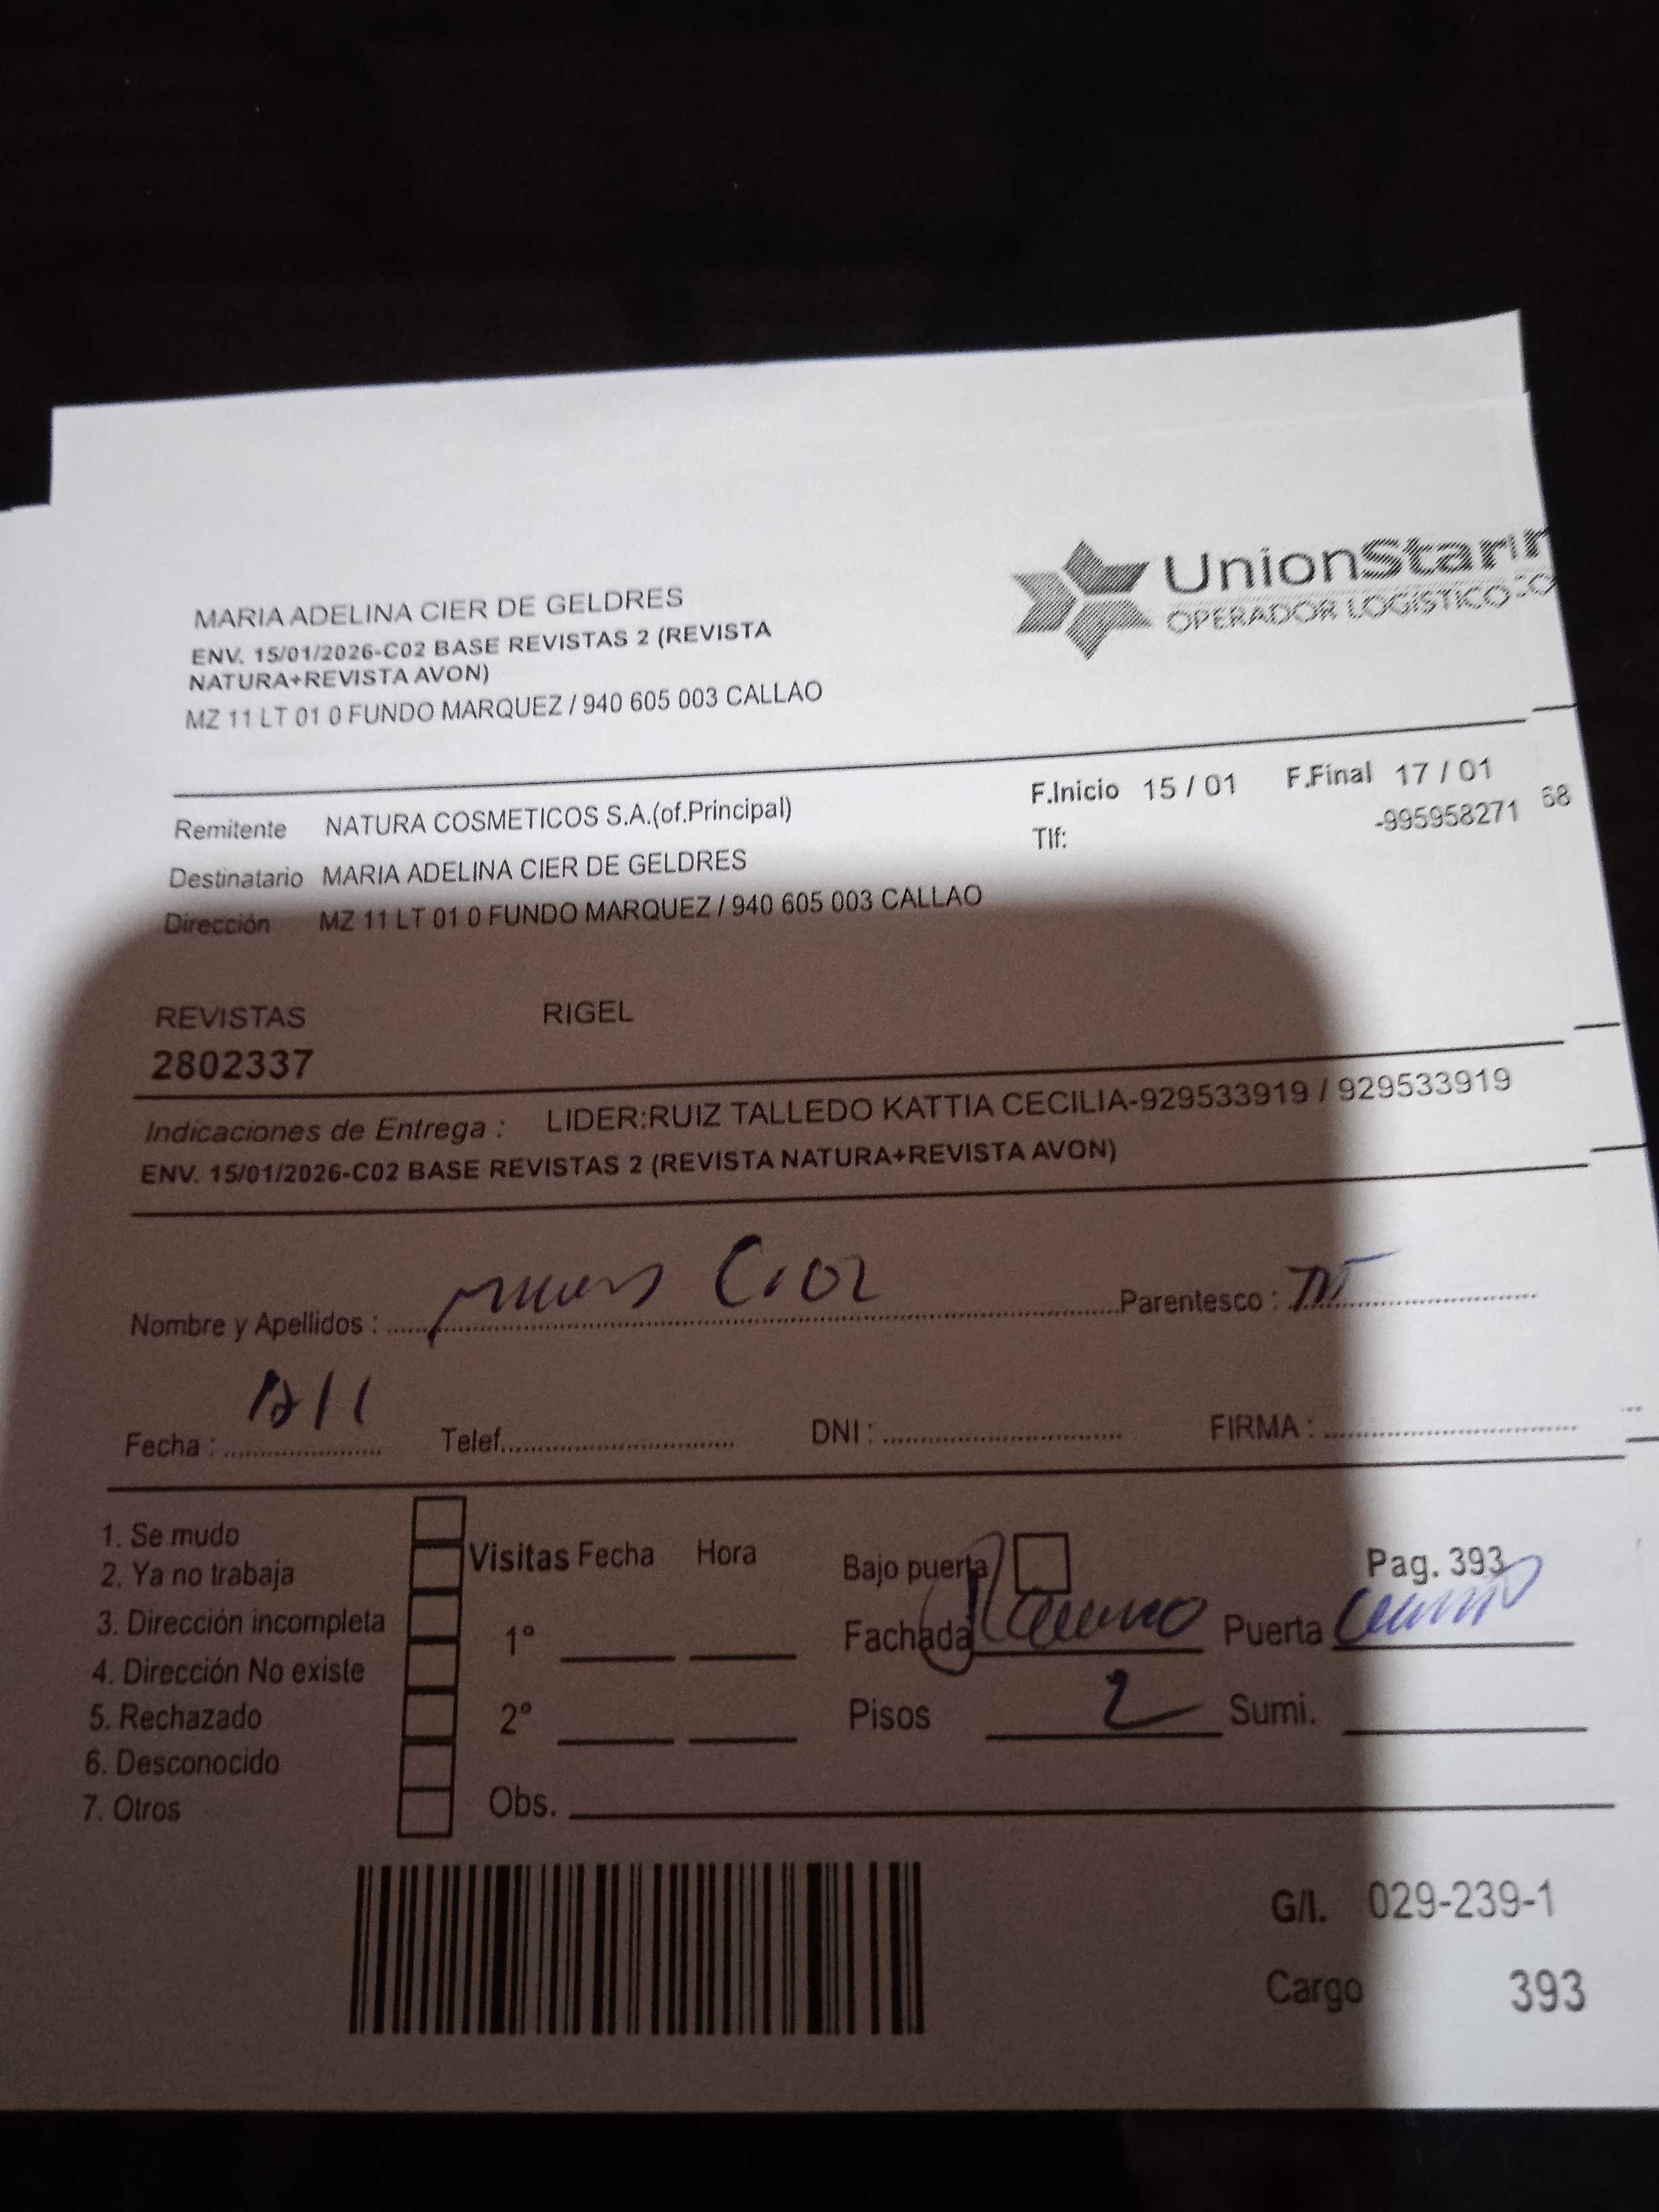 MARIA ADELINA CIER DE GELDRES
ENV. 15/01/2026-C02 BASE REVISTAS 2 (REVISTA
NATURA+REVISTA AVON)
MZ 11 LT 01 0 FUNDO MARQUEZ / 940 605 003 CALLAO
UnionStar
OPERADOR LOGÍSTICO
Remitente NATURA COSMETICOS S.A.(of.Principal)
F.Inicio 15 / 01 F.Final 17 / 01
Destinatario MARIA ADELINA CIER DE GELDRES
Tlf: -995958271 68
Dirección MZ 11 LT 01 0 FUNDO MARQUEZ / 940 605 003 CALLAO
REVISTAS RIGEL
2802337
Indicaciones de Entrega : LIDER:RUIZ TALLEDO KATTIA CECILIA-929533919 / 929533919
ENV. 15/01/2026-C02 BASE REVISTAS 2 (REVISTA NATURA+REVISTA AVON)
Nombre y Apellidos : Parentesco :
Fecha : Telef. DNI : FIRMA :
1. Se mudo
2. Ya no trabaja
3. Dirección incompleta
4. Dirección No existe
5. Rechazado
6. Desconocido
7. Otros
Visitas Fecha Hora
1°
2°
Obs.
Bajo puerta Pag. 393
Fachada Puerta
Pisos 2 Sumi.
G/I. 029-239-1
Cargo 393